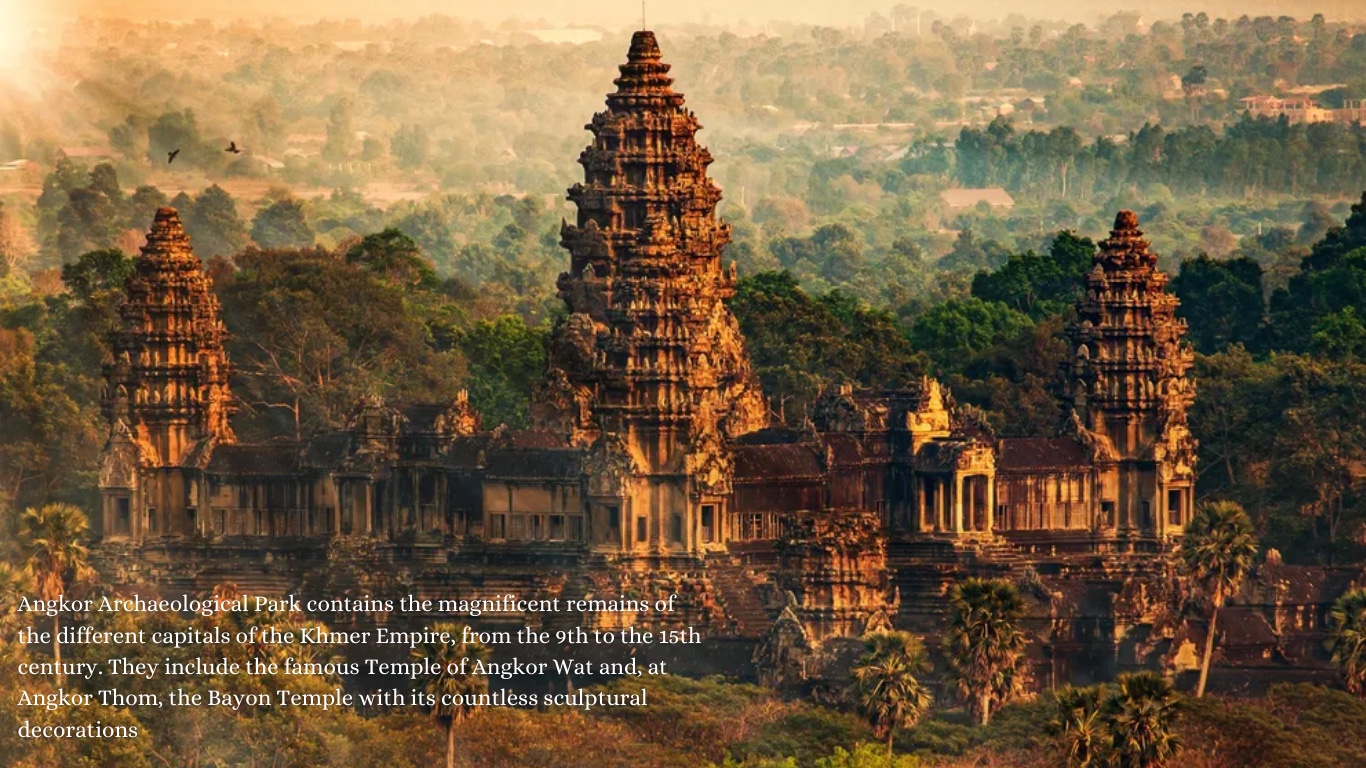 Angkor Archaeological Park contains the magnificent remains of
the different capitals of the Khmer Empire, from the 9th to the 15th
century. They include the famous Temple of Angkor Wat and, at
Angkor Thom, the Bayon Temple with its countless sculptural
decorations